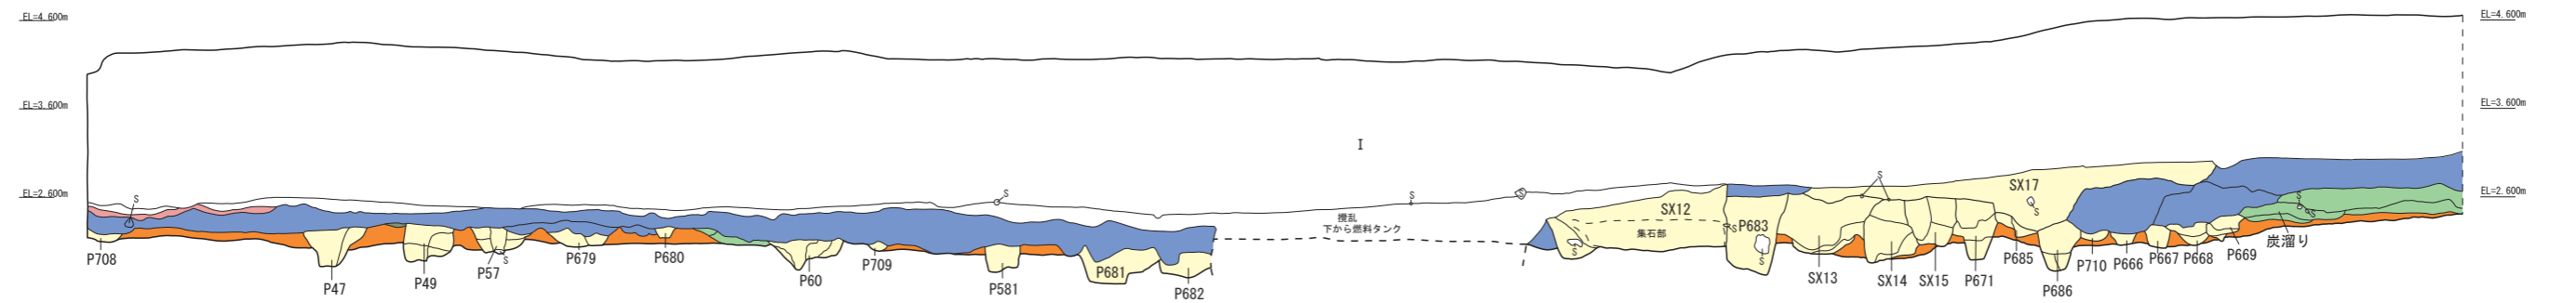 EL=4.600m
EL=4.600m
EL=3.600m
EL=3.600m
I
EL=2.600m
EL=2.600m
S
S
S
S
S
SX17
S
S
S
SX12
S
P683
集石部
攪乱
下から燃料タンク
S
S
S
炭溜り
P708
P47
P49
P57
S
P679
P680
P60
P709
P581
P681
P682
SX13
SX14
SX15
P671
P685
P686
P710
P666
P667
P668
P669